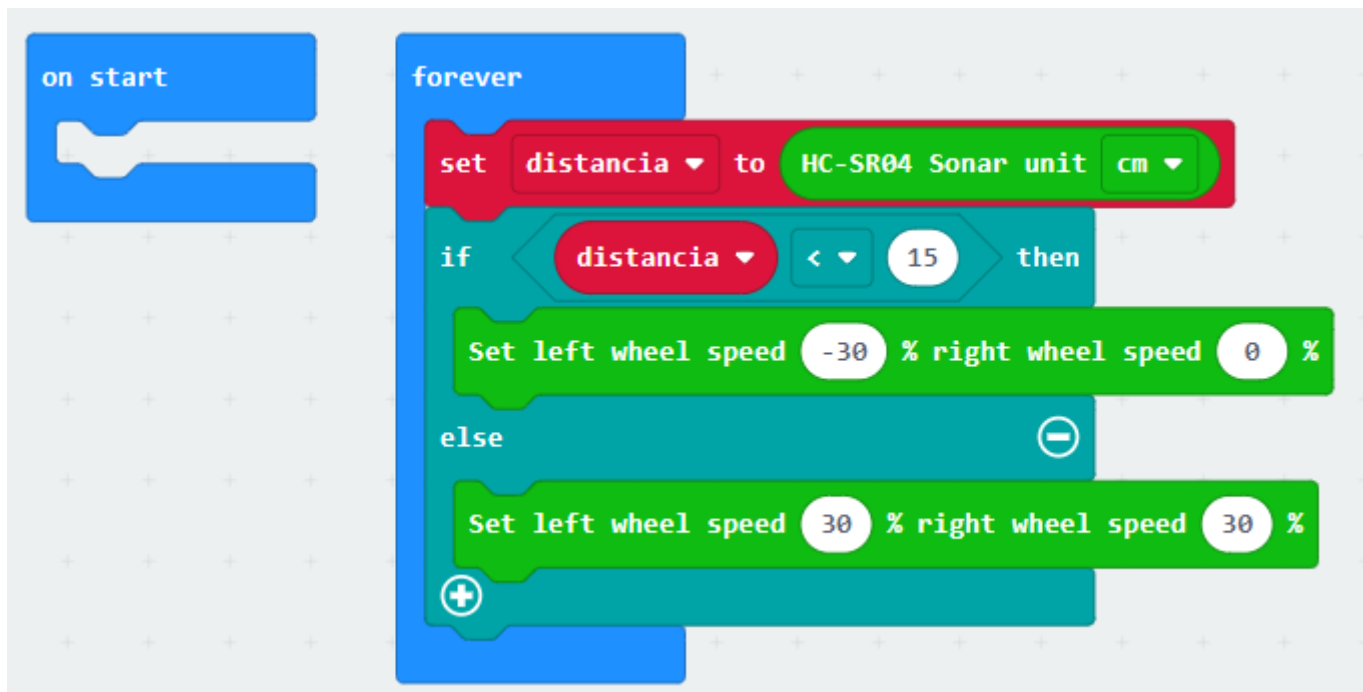 on start
forever
set distancia to HC-SR04 Sonar unit cm
if distancia < 15 then
Set left wheel speed -30 % right wheel speed 0 %
else
Set left wheel speed 30 % right wheel speed 30 %